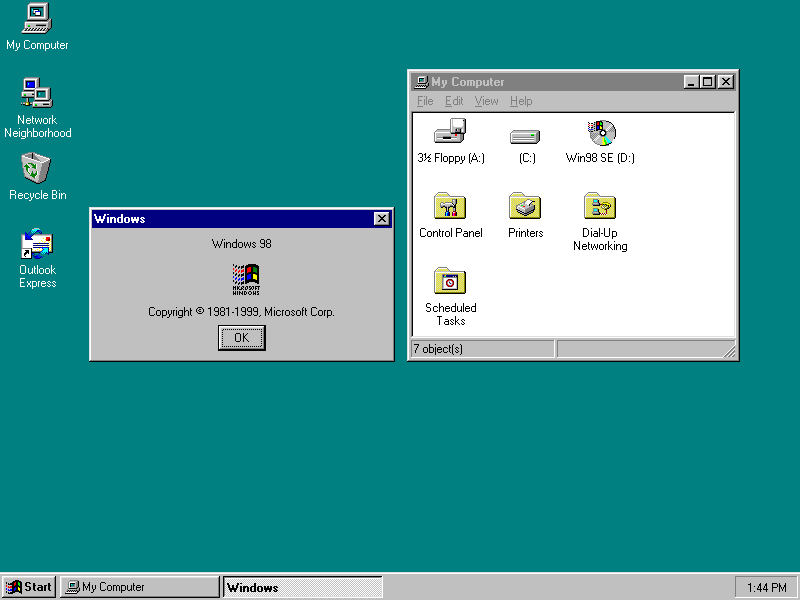 My Computer
Network
Neighborhood
Recycle Bin
Outlook
Express
Windows
Windows 98
MICROSOFT
WINDOWS
Copyright © 1981-1999, Microsoft Corp.
OK
My Computer
File Edit View Help
3½ Floppy (A:) (C:) Win98 SE (D:)
Control Panel Printers Dial-Up
Networking
Scheduled
Tasks
7 object(s)
Start My Computer Windows 1:44 PM